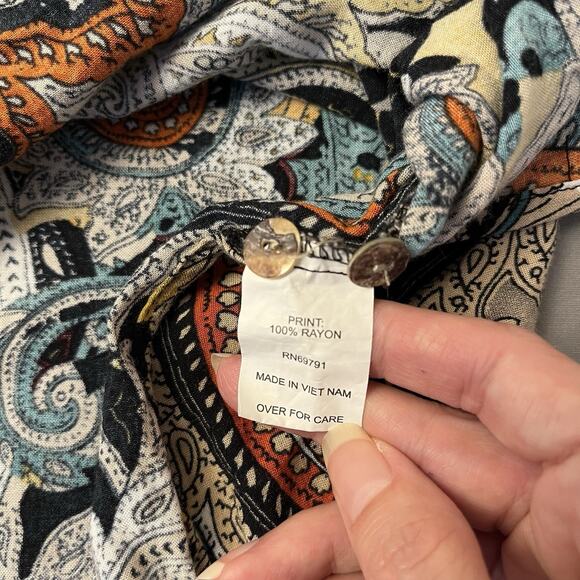 PRINT:
100% RAYON
RN69791
MADE IN VIET NAM
OVER FOR CARE